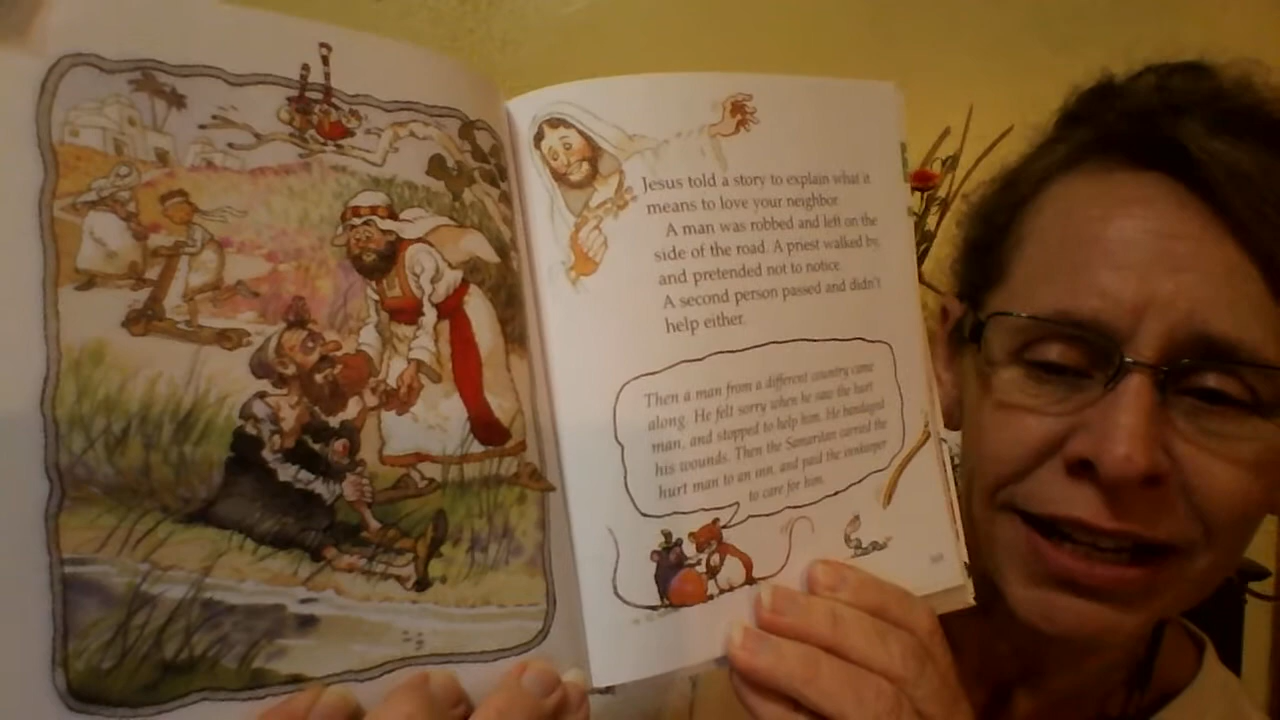 Jesus told a story to explain what it
means to love your neighbor.
A man was robbed and left on the
side of the road. A priest walked by,
and pretended not to notice.
A second person passed and didn't
help either.
Then a man from a different country came
along. He felt sorry when he saw the hurt
man, and stopped to help him. He bandaged
his wounds. Then the Samaritan carried the
hurt man to an inn, and paid the innkeeper
to care for him.